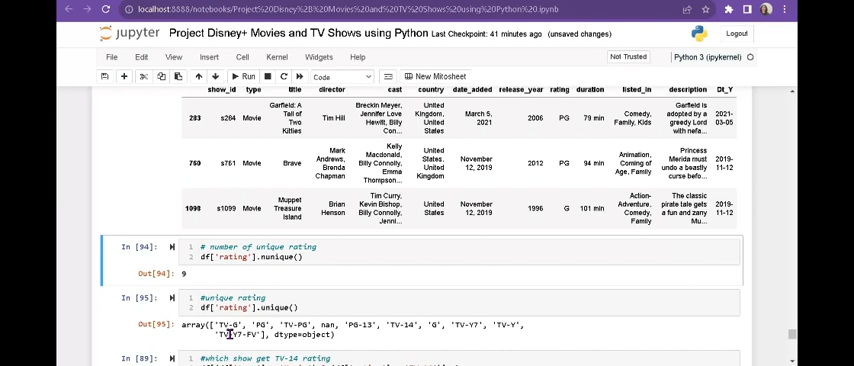 localhost:8888/notebooks/Project%20Disney%2B%20Movies%20and%20TV%20Shows%20using%20Python%20.ipynb
jupyter Project Disney+ Movies and TV Shows using Python Last Checkpoint: 41 minutes ago (unsaved changes) Logout
File Edit View Insert Cell Kernel Widgets Help Not Trusted Python 3 (ipykernel)
Run Code New Mitosheet
show_id type title director cast country date_added release_year rating duration listed_in description Dt_Y
283 s284 Movie Garfield: A Tail of Two Kitties Tim Hill Breckin Meyer, Jennifer Love Hewitt, Billy Con... United Kingdom, United States March 5, 2021 2006 PG 79 min Comedy, Family, Kids Garfield is adopted by a greedy Lord with nefa... 2021-03-05
750 s751 Movie Brave Mark Andrews, Brenda Chapman Kelly Macdonald, Billy Connolly, Emma Thompson... United States, United Kingdom November 12, 2019 2012 PG 94 min Animation, Coming of Age, Family Princess Merida must undo a beastly curse befor... 2019-11-12
1098 s1099 Movie Muppet Treasure Island Brian Henson Tim Curry, Kevin Bishop, Billy Connolly, Jenni... United States November 12, 2019 1996 G 101 min Action-Adventure, Comedy, Family The classic pirate tale gets a fun and zany Mu... 2019-11-12
In [94]: 1 # number of unique rating
2 df['rating'].nunique()
Out[94]: 9
In [95]: 1 #unique rating
2 df['rating'].unique()
Out[95]: array(['TV-G', 'PG', 'TV-PG', nan, 'PG-13', 'TV-14', 'G', 'TV-Y7', 'TV-Y',
'TV-Y7-FV'], dtype=object)
In [89]: 1 #which show get TV-14 rating